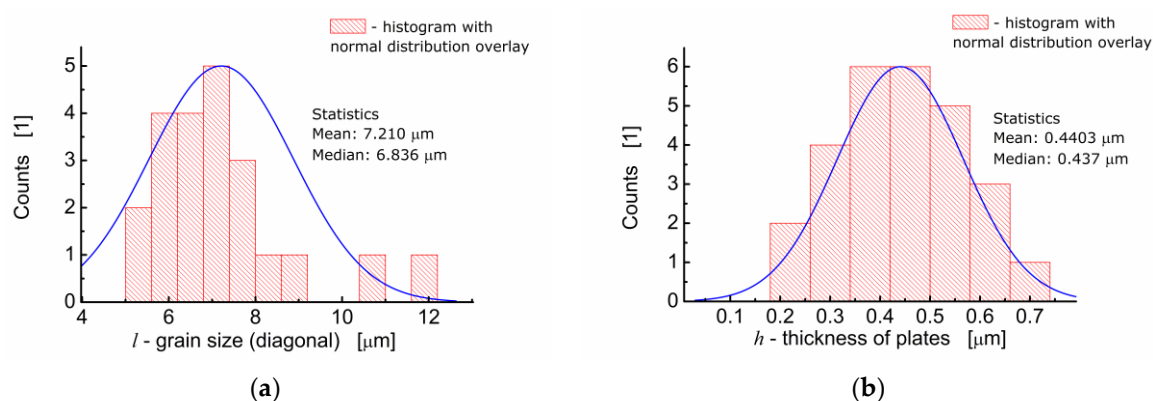 - histogram with
normal distribution overlay
5
4
3
2
1
0
Counts [1]
Statistics
Mean: 7.210 μm
Median: 6.836 μm
4 6 8 10 12
l - grain size (diagonal) [μm]
(a)
- histogram with
normal distribution overlay
6
5
4
3
2
1
0
Counts [1]
Statistics
Mean: 0.4403 μm
Median: 0.437 μm
0.1 0.2 0.3 0.4 0.5 0.6 0.7
h - thickness of plates [μm]
(b)